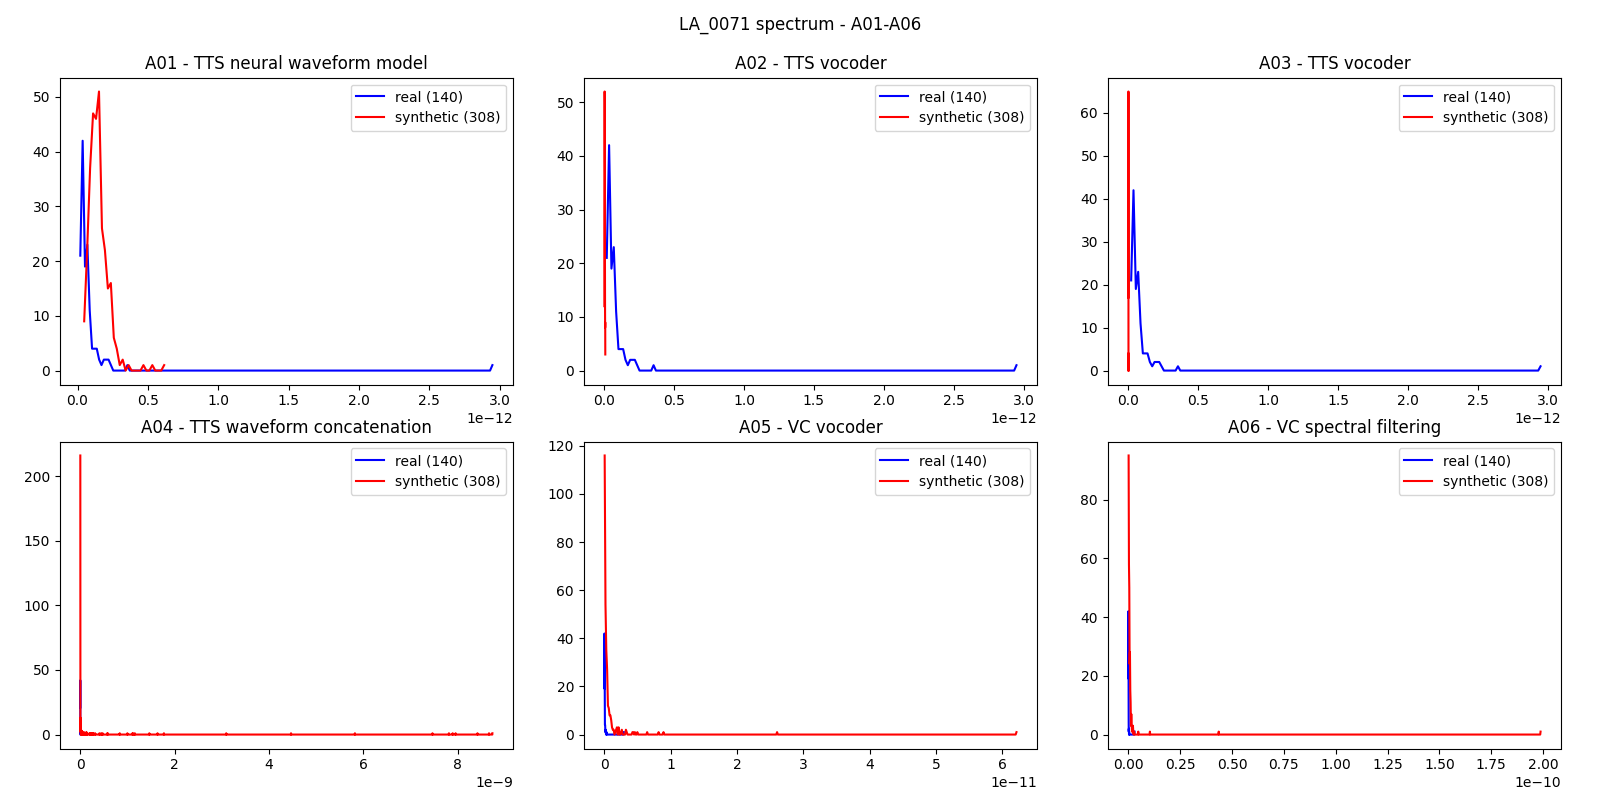 LA_0071 spectrum - A01-A06
A01 - TTS neural waveform model
real (140)
synthetic (308)
50
40
30
20
10
0
0.0 0.5 1.0 1.5 2.0 2.5 3.0
1e−12
A02 - TTS vocoder
real (140)
synthetic (308)
50
40
30
20
10
0
0.0 0.5 1.0 1.5 2.0 2.5 3.0
1e−12
A03 - TTS vocoder
real (140)
synthetic (308)
60
50
40
30
20
10
0
0.0 0.5 1.0 1.5 2.0 2.5 3.0
1e−12
A04 - TTS waveform concatenation
real (140)
synthetic (308)
200
150
100
50
0
0 2 4 6 8
1e−9
A05 - VC vocoder
real (140)
synthetic (308)
120
100
80
60
40
20
0
0 1 2 3 4 5 6
1e−11
A06 - VC spectral filtering
real (140)
synthetic (308)
80
60
40
20
0
0.00 0.25 0.50 0.75 1.00 1.25 1.50 1.75 2.00
1e−10